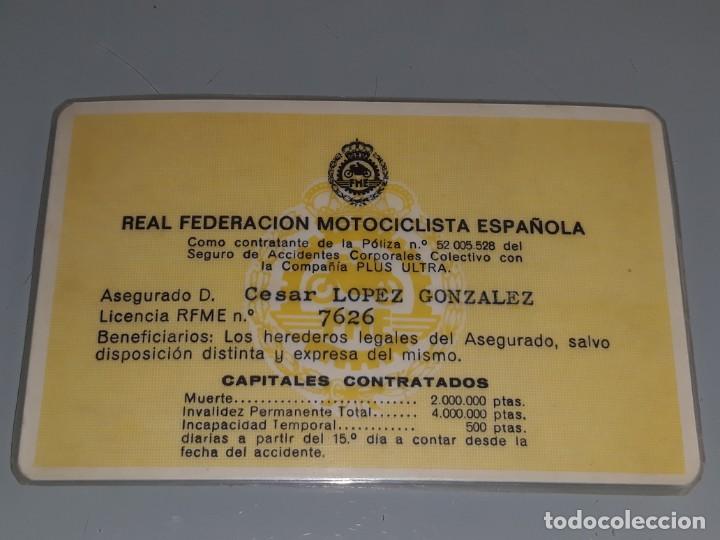 FME
REAL FEDERACION MOTOCICLISTA ESPAÑOLA
Como contratante de la Póliza n.º 52.005.528 del
Seguro de Accidentes Corporales Colectivo con
la Compañía PLUS ULTRA.
Asegurado D. Cesar LOPEZ GONZALEZ
Licencia RFME n.º 7626
Beneficiarios: Los herederos legales del Asegurado, salvo
disposición distinta y expresa del mismo.
CAPITALES CONTRATADOS
Muerte.............................. 2.000.000 ptas.
Invalidez Permanente Total....... 4.000.000 ptas.
Incapacidad Temporal............ 500 ptas.
diarias a partir del 15.º día a contar desde la
fecha del accidente.
todocoleccion
todocoleccion.net